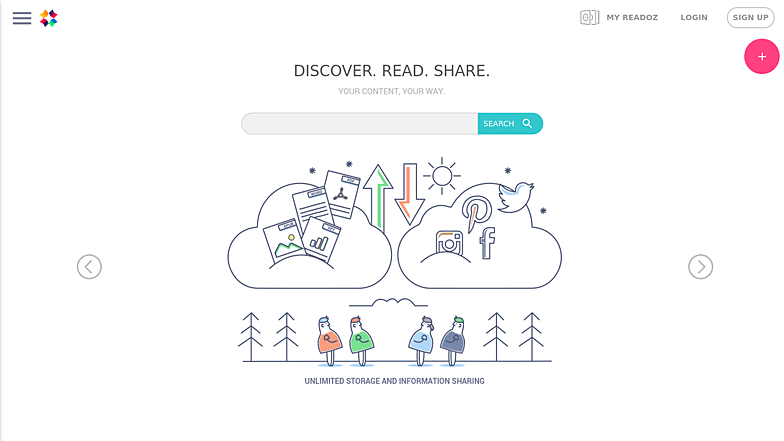 MY READOZ
LOGIN
SIGN UP
+
DISCOVER. READ. SHARE.
YOUR CONTENT, YOUR WAY.
SEARCH
UNLIMITED STORAGE AND INFORMATION SHARING